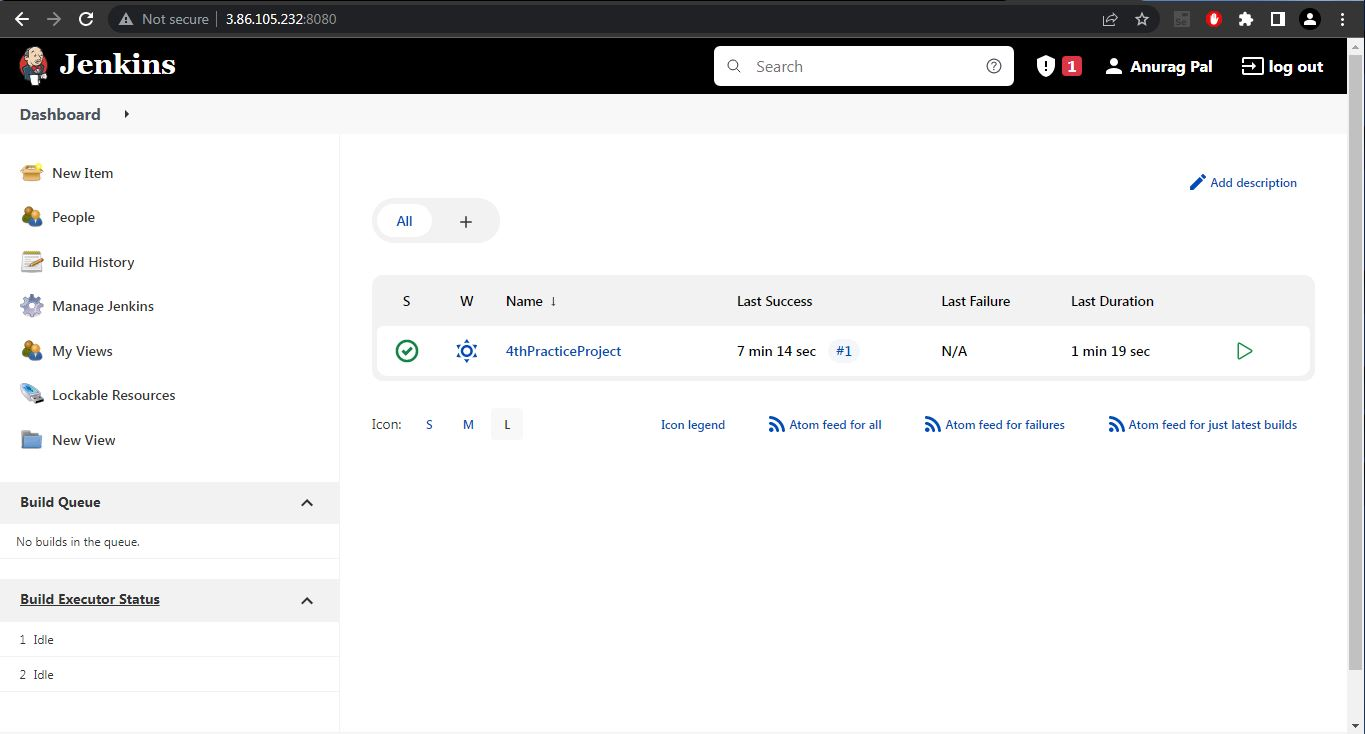 Not secure 3.86.105.232:8080
Se
Jenkins
Search
1
Anurag Pal
log out
Dashboard
New Item
People
Build History
Manage Jenkins
My Views
Lockable Resources
New View
Build Queue
No builds in the queue.
Build Executor Status
1 Idle
2 Idle
Add description
All +
S W Name ↓ Last Success Last Failure Last Duration
4thPracticeProject 7 min 14 sec #1 N/A 1 min 19 sec
Icon: S M L Icon legend Atom feed for all Atom feed for failures Atom feed for just latest builds